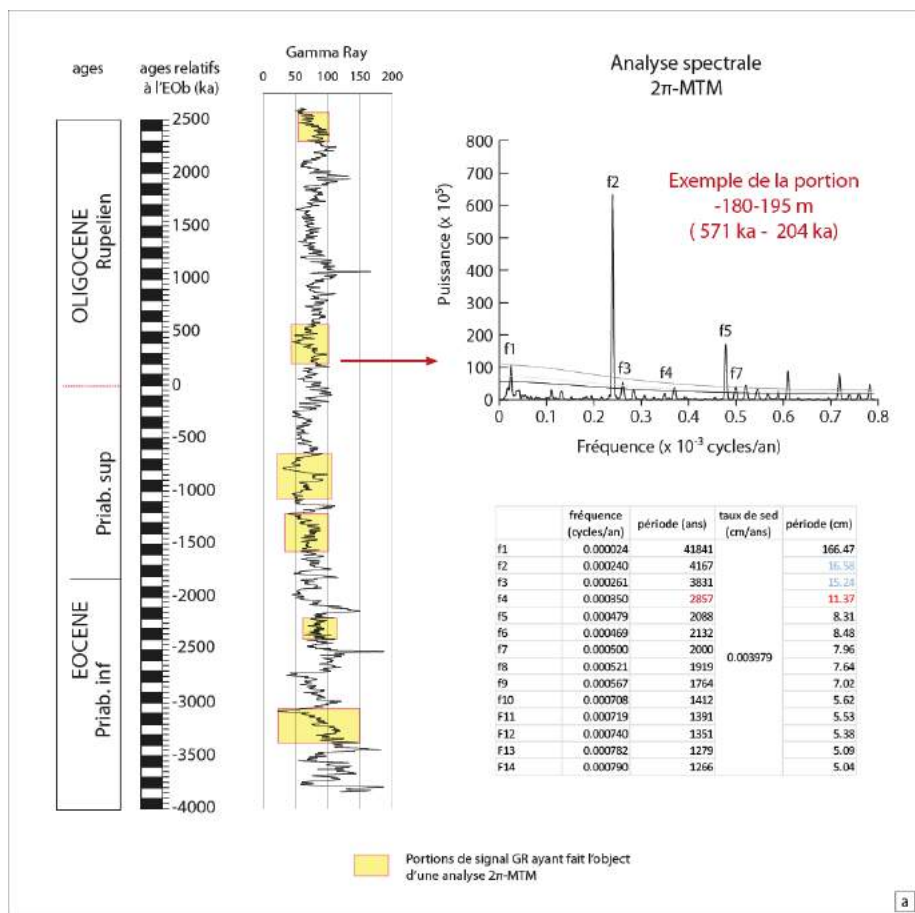 ages
ages relatifs
à l'EOb (ka)
Gamma Ray
0 50 100 150 200
OLIGOCENE
Rupelien
Priab. sup
EOCENE
Priab. inf
2500
2000
1500
1000
500
0
-500
-1000
-1500
-2000
-2500
-3000
-3500
-4000
Analyse spectrale
2π-MTM
Exemple de la portion
-180-195 m
( 571 ka - 204 ka)
Puissance (x 10⁵)
800
700
600
500
400
300
200
100
0
f1
f2
f3
f4
f5
f7
0 0.1 0.2 0.3 0.4 0.5 0.6 0.7 0.8
Fréquence (x 10⁻³ cycles/an)
fréquence (cycles/an) période (ans) taux de sed (cm/ans) période (cm)
f1 0.000024 41841 166.47
f2 0.000240 4167 16.58
f3 0.000261 3831 15.24
f4 0.000350 2857 11.37
f5 0.000479 2088 8.31
f6 0.000469 2132 8.48
f7 0.000500 2000 0.003979 7.96
f8 0.000521 1919 7.64
f9 0.000567 1764 7.02
f10 0.000708 1412 5.62
F11 0.000719 1391 5.53
F12 0.000740 1351 5.38
F13 0.000782 1279 5.09
F14 0.000790 1266 5.04
Portions de signal GR ayant fait l'object
d'une analyse 2π-MTM
a